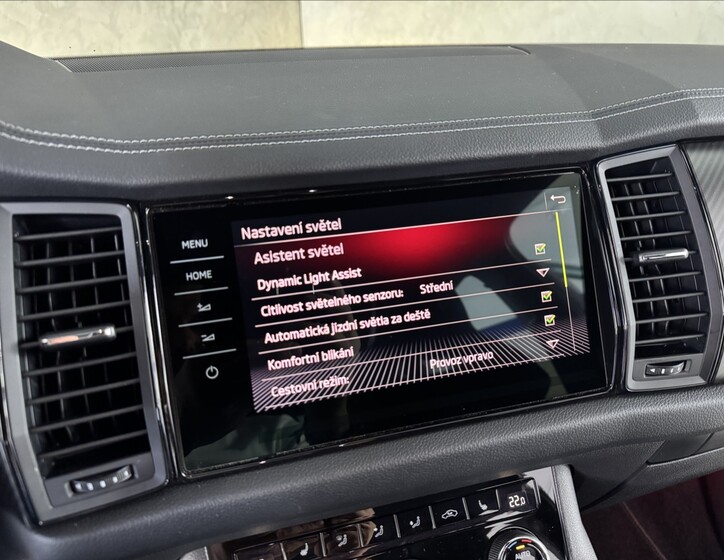 MENU
HOME
Nastavení světel
Asistent světel
Dynamic Light Assist
Citlivost světelného senzoru: Střední
Automatická jízdní světla za deště
Komfortní blikání
Cestovní režim: Provoz vpravo
22.0
AUTO